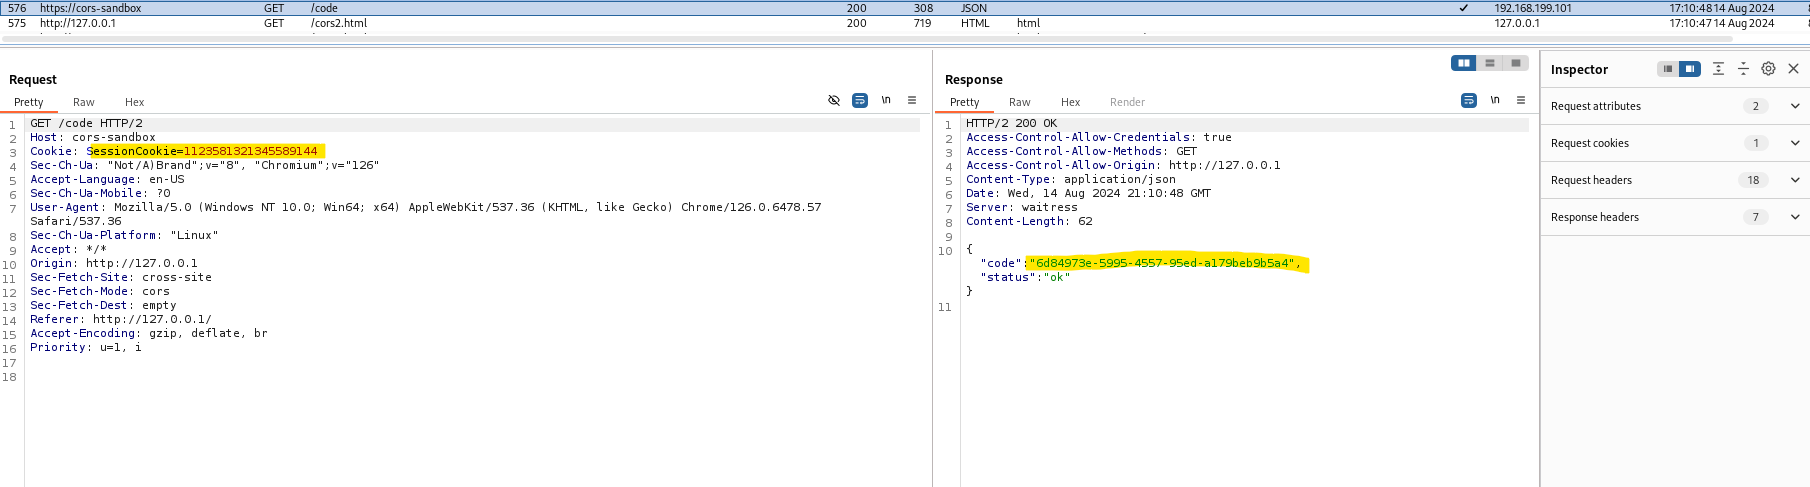 576 https://cors-sandbox GET /code 200 308 JSON 192.168.199.101 17:10:48 14 Aug 2024
575 http://127.0.0.1 GET /cors2.html 200 719 HTML html 127.0.0.1 17:10:47 14 Aug 2024
Request
Pretty Raw Hex
\n
1 GET /code HTTP/2
2 Host: cors-sandbox
3 Cookie: SessionCookie=1123581321345589144
4 Sec-Ch-Ua: "Not/A)Brand";v="8", "Chromium";v="126"
5 Accept-Language: en-US
6 Sec-Ch-Ua-Mobile: ?0
7 User-Agent: Mozilla/5.0 (Windows NT 10.0; Win64; x64) AppleWebKit/537.36 (KHTML, like Gecko) Chrome/126.0.6478.57
Safari/537.36
8 Sec-Ch-Ua-Platform: "Linux"
9 Accept: */*
10 Origin: http://127.0.0.1
11 Sec-Fetch-Site: cross-site
12 Sec-Fetch-Mode: cors
13 Sec-Fetch-Dest: empty
14 Referer: http://127.0.0.1/
15 Accept-Encoding: gzip, deflate, br
16 Priority: u=1, i
17
18
Response
Pretty Raw Hex Render
\n
1 HTTP/2 200 OK
2 Access-Control-Allow-Credentials: true
3 Access-Control-Allow-Methods: GET
4 Access-Control-Allow-Origin: http://127.0.0.1
5 Content-Type: application/json
6 Date: Wed, 14 Aug 2024 21:10:48 GMT
7 Server: waitress
8 Content-Length: 62
9
10 {
"code":"6d84973e-5995-4557-95ed-a179beb9b5a4",
"status":"ok"
}
11
Inspector
Request attributes 2
Request cookies 1
Request headers 18
Response headers 7